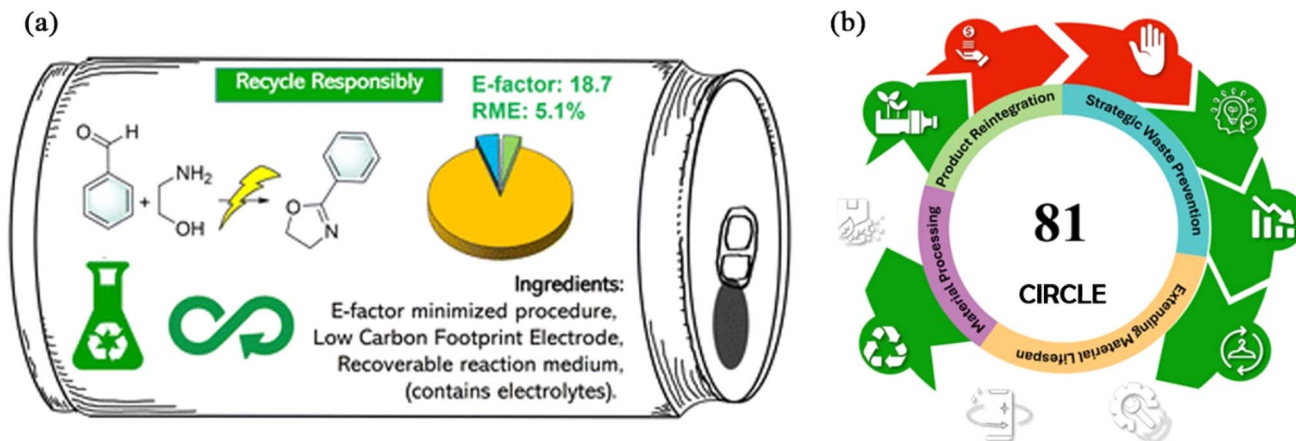 (a)
Recycle Responsibly
E-factor: 18.7
RME: 5.1%
O
H
+
NH2
OH
O
N
Ingredients:
E-factor minimized procedure,
Low Carbon Footprint Electrode,
Recoverable reaction medium,
(contains electrolytes).
(b)
$
Product Reintegration
Strategic Waste Prevention
Material Processing
Extending Material Lifespan
81
CIRCLE